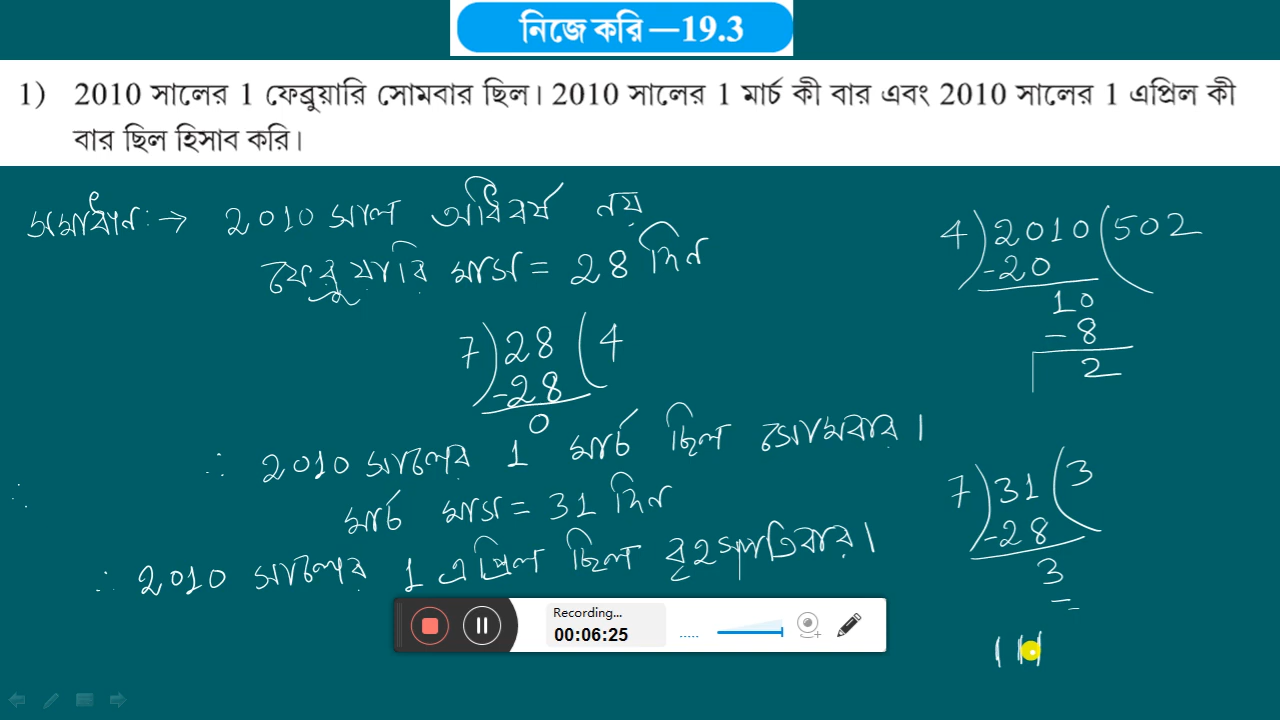 নিজে করি — 19.3
1) 2010 সালের 1 ফেব্রুয়ারি সোমবার ছিল। 2010 সালের 1 মার্চ কী বার এবং 2010 সালের 1 এপ্রিল কী
বার ছিল হিসাব করি।
সমাধান :→ 2010 সাল অধিবর্ষ নয়
ফেব্রুয়ারি মাস = 28 দিন
7)28(4
-28
0
∴ 2010 সালের 1 মার্চ ছিল সোমবার।
মার্চ মাস = 31 দিন
∴ 2010 সালের 1 এপ্রিল ছিল বৃহস্পতিবার।
4)2010(502
-20
10
-8
2
7)31(3
-28
3
Recording...
00:06:25